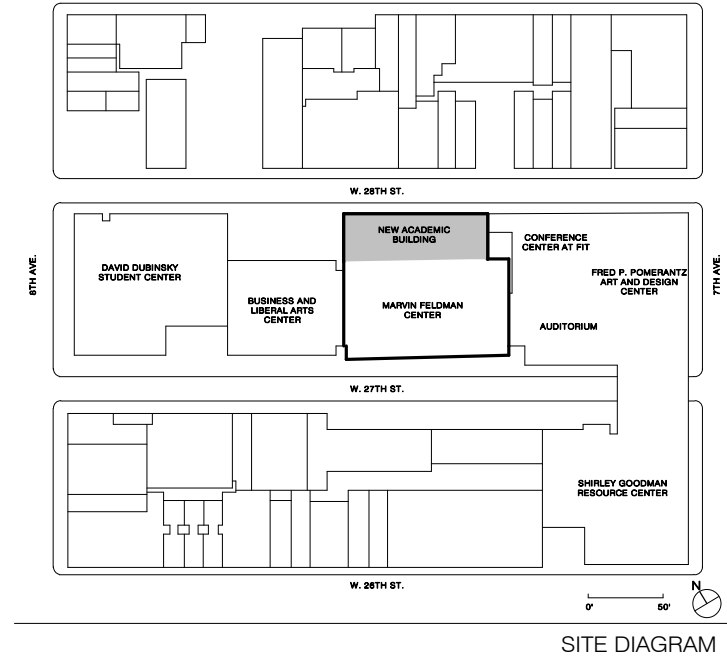 W. 28TH ST.
NEW ACADEMIC
BUILDING
CONFERENCE
CENTER AT FIT
8TH AVE.
DAVID DUBINSKY
STUDENT CENTER
FRED P. POMERANTZ
ART AND DESIGN
CENTER
7TH AVE.
BUSINESS AND
LIBERAL ARTS
CENTER
MARVIN FELDMAN
CENTER
AUDITORIUM
W. 27TH ST.
SHIRLEY GOODMAN
RESOURCE CENTER
W. 26TH ST.
N
0'
50'
SITE DIAGRAM